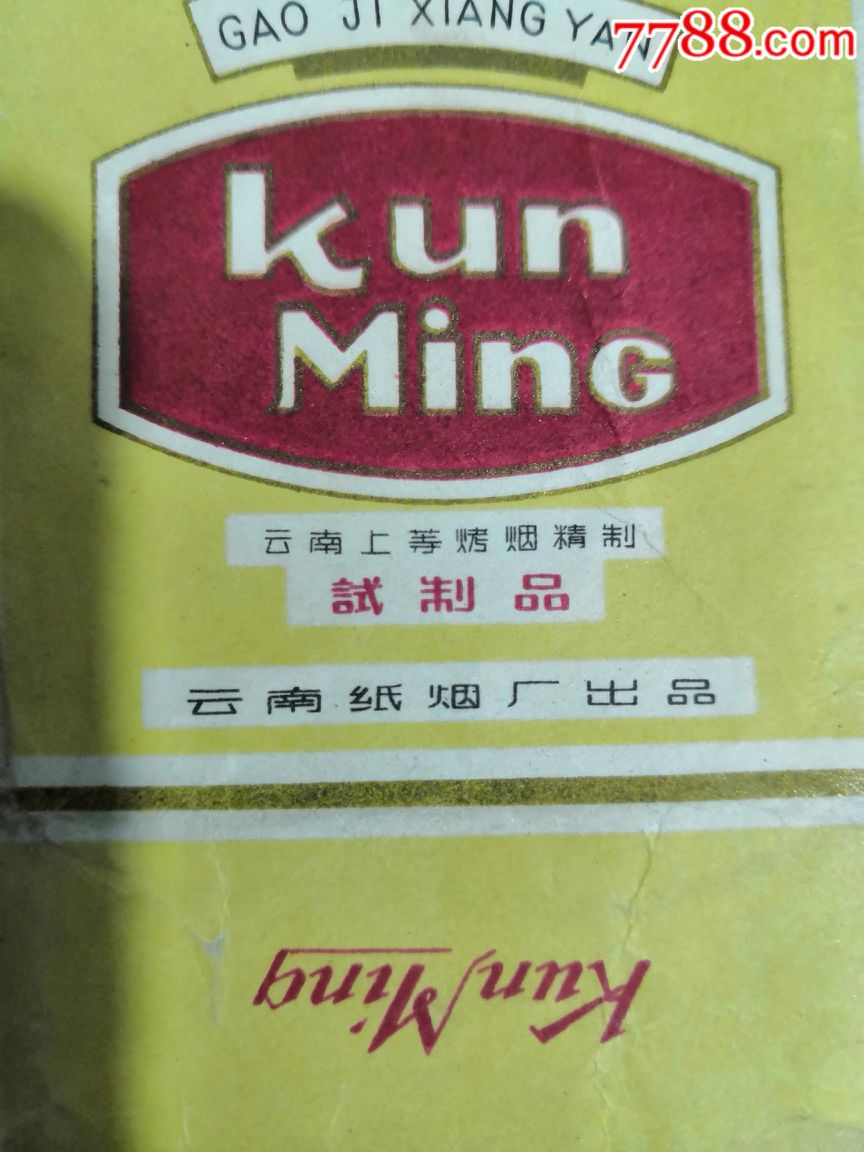 GAO JI XIANG YAN
7788.com
Kun
MinG
云南上等烤烟精制
試制品
云南纸烟厂出品
KunMing